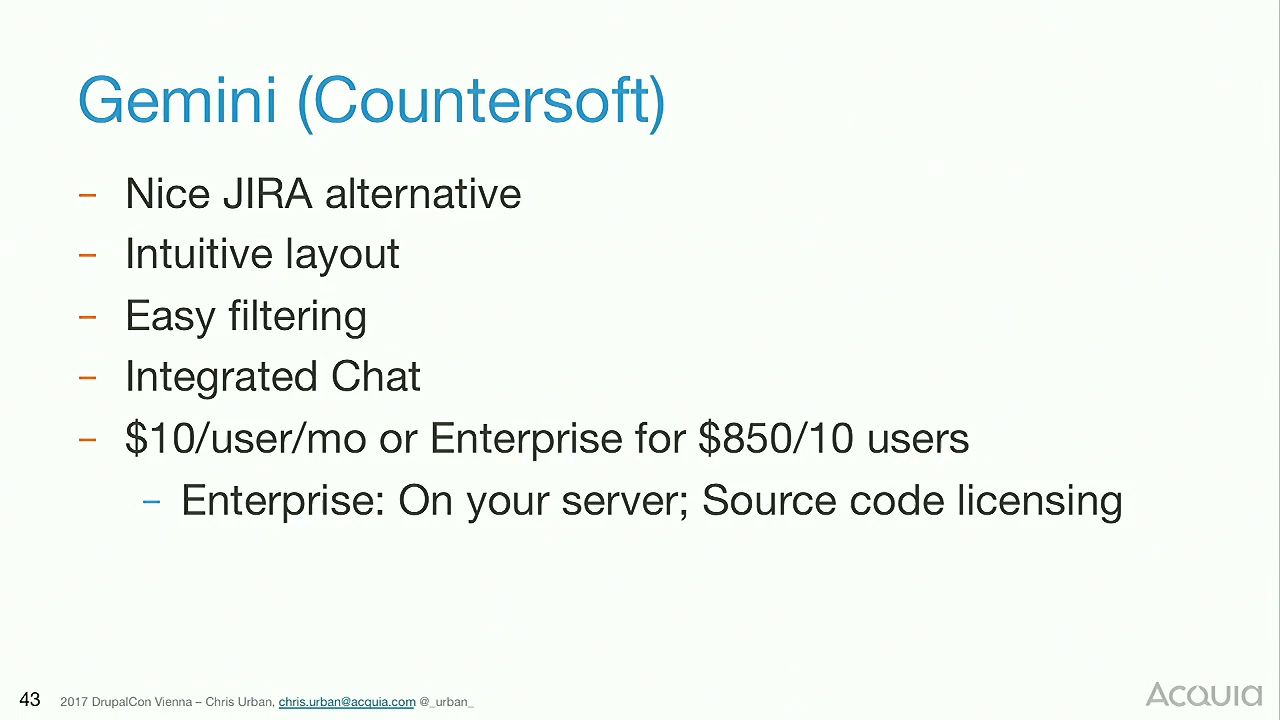 Gemini (Countersoft)
– Nice JIRA alternative
– Intuitive layout
– Easy filtering
– Integrated Chat
– $10/user/mo or Enterprise for $850/10 users
– Enterprise: On your server; Source code licensing
43 2017 DrupalCon Vienna – Chris Urban, chris.urban@acquia.com @_urban_
Acquia